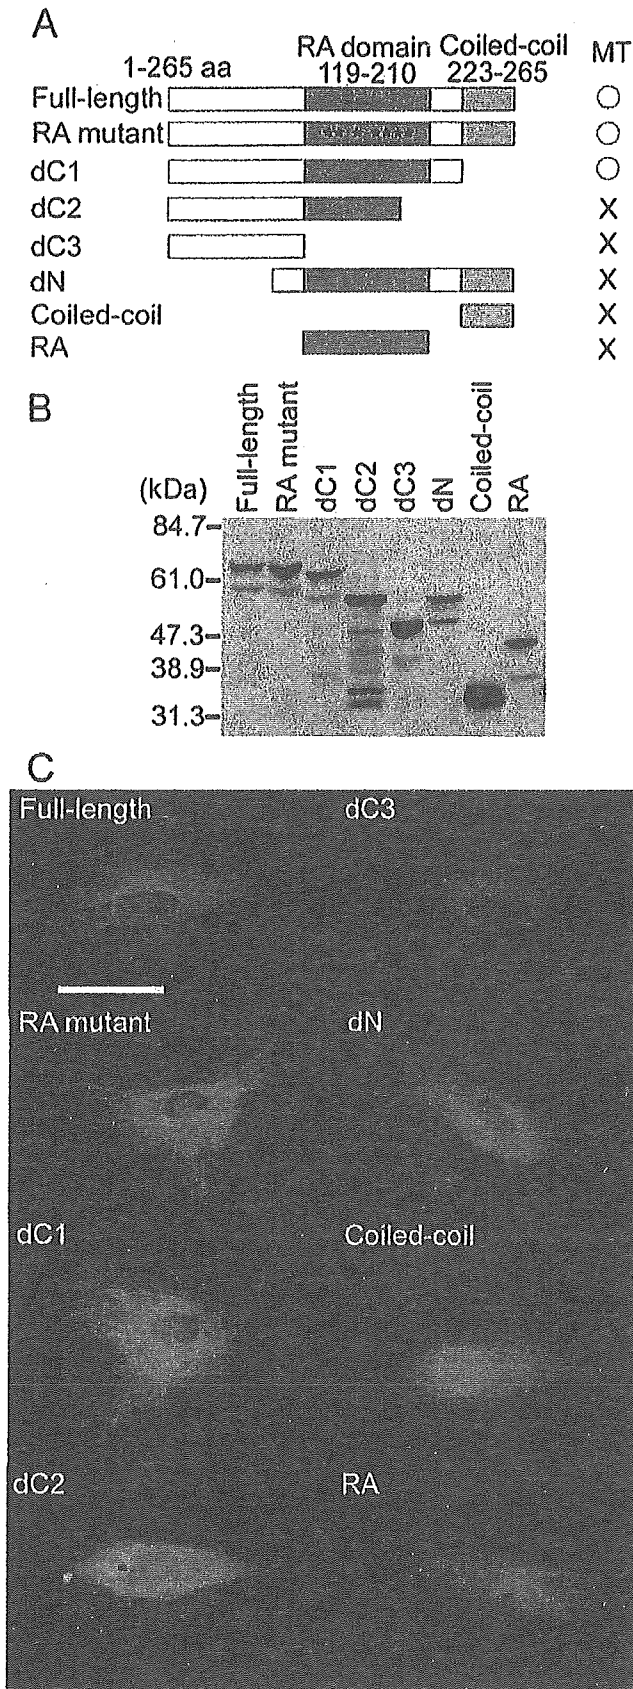 A
RA domain Coiled-coil MT
1-265 aa 119-210 223-265
Full-length ○
RA mutant ○
dC1 ○
dC2 X
dC3 X
dN X
Coiled-coil X
RA X
B
Full-length RA mutant dC1 dC2 dC3 dN Coiled-coil RA
(kDa)
84.7
61.0
47.3
38.9
31.3
C
Full-length dC3
RA mutant dN
dC1 Coiled-coil
dC2 RA